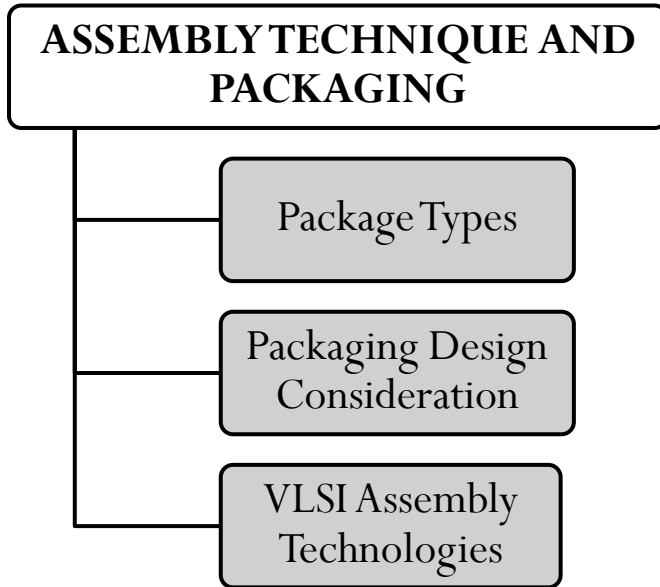 ASSEMBLY TECHNIQUE AND
PACKAGING
Package Types
Packaging Design
Consideration
VLSI Assembly
Technologies